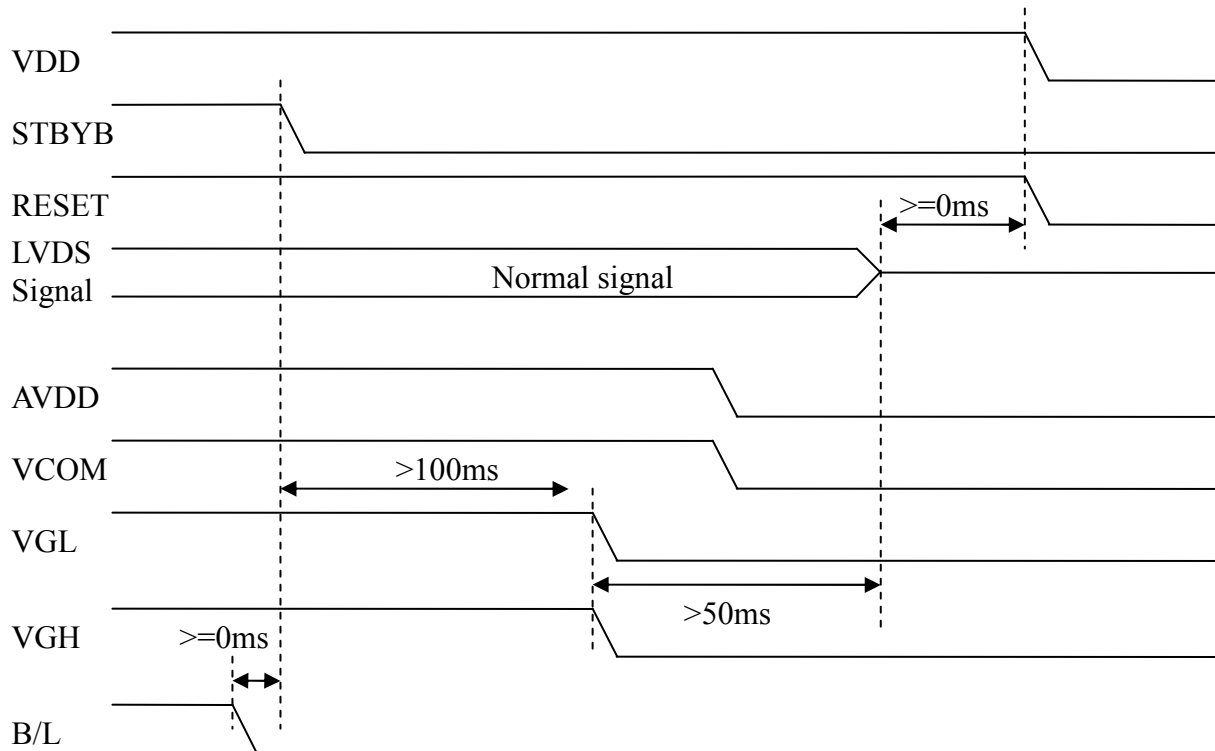 VDD
STBYB
RESET
>=0ms
LVDS
Signal
Normal signal
AVDD
VCOM
>100ms
VGL
>50ms
VGH
>=0ms
B/L